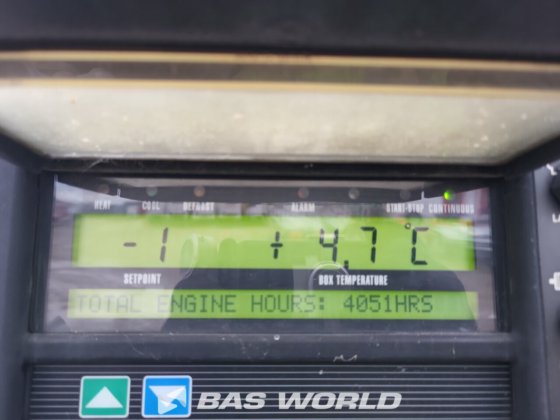 HEAT COOL DEFROST ALARM START-STOP CONTINUOUS
-1 +4.7°C
SETPOINT BOX TEMPERATURE
TOTAL ENGINE HOURS: 4051HRS
BAS WORLD